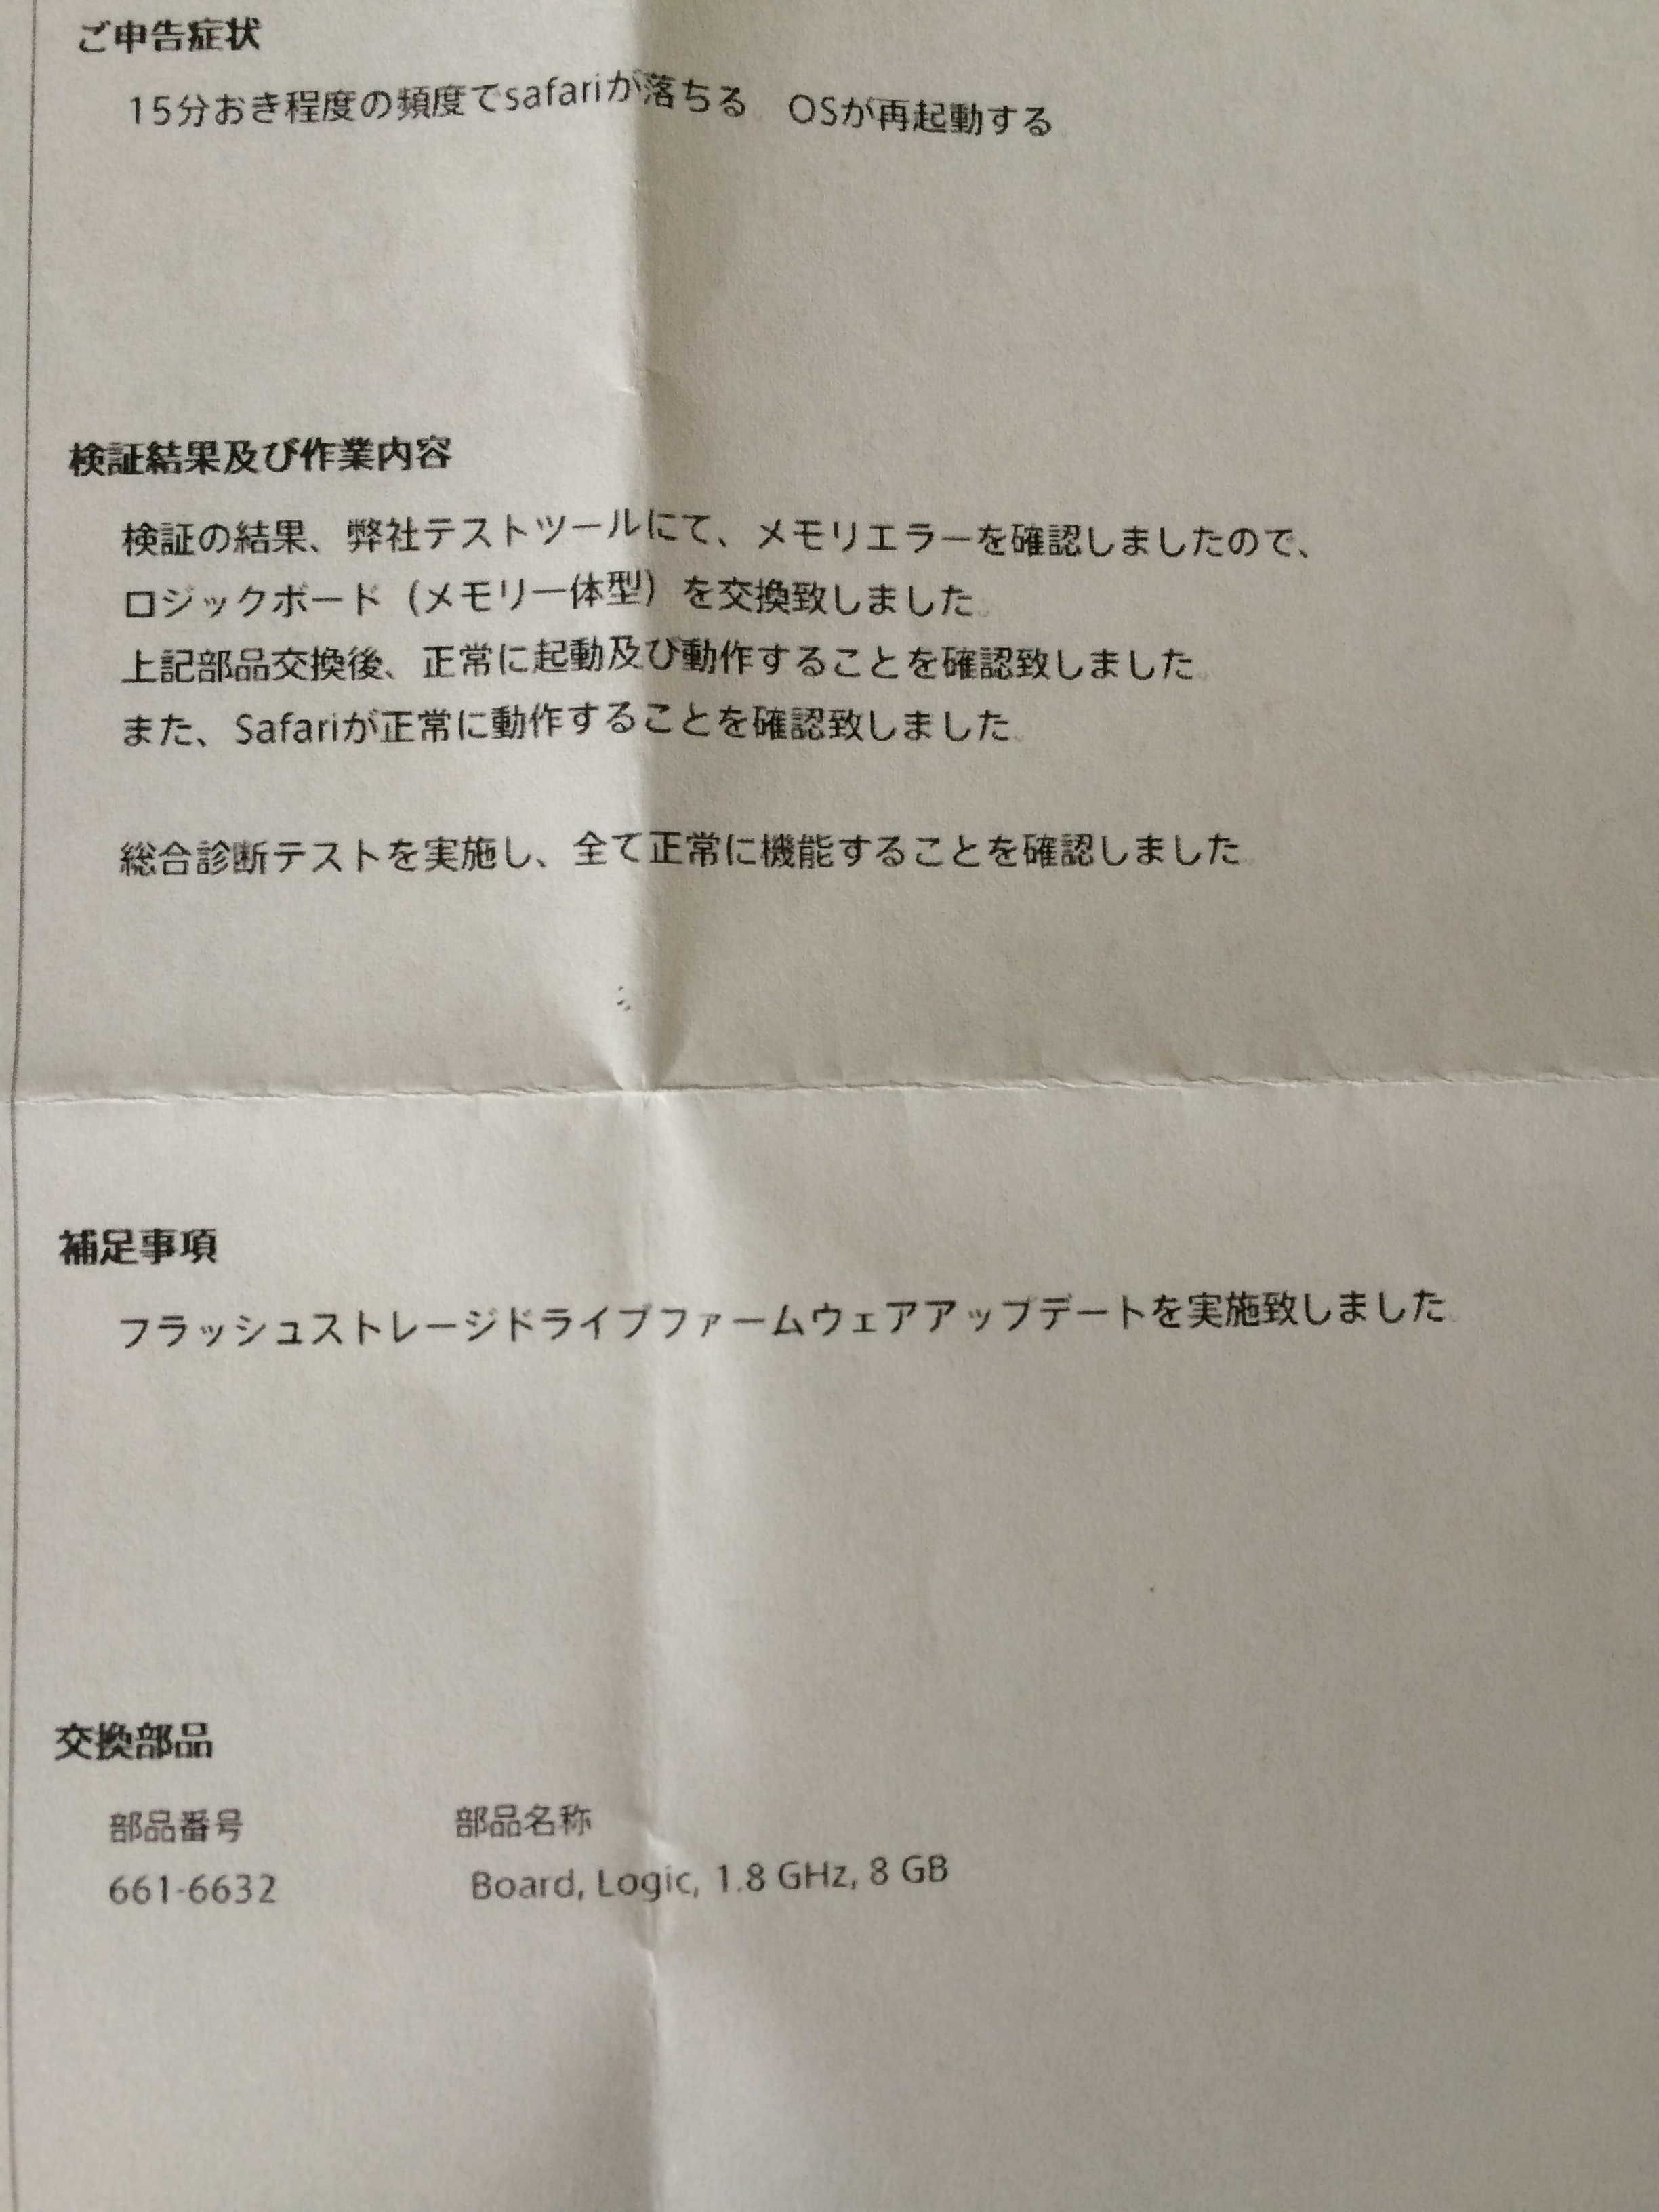 ご申告症状
15分おき程度の頻度でsafariが落ちる　OSが再起動する
検証結果及び作業内容
検証の結果、弊社テストツールにて、メモリエラーを確認しましたので、
ロジックボード（メモリ一体型）を交換致しました。
上記部品交換後、正常に起動及び動作することを確認致しました。
また、Safariが正常に動作することを確認致しました。
総合診断テストを実施し、全て正常に機能することを確認しました。
補足事項
フラッシュストレージドライブファームウェアアップデートを実施致しました。
交換部品
部品番号　部品名称
661-6632　Board, Logic, 1.8 GHz, 8 GB